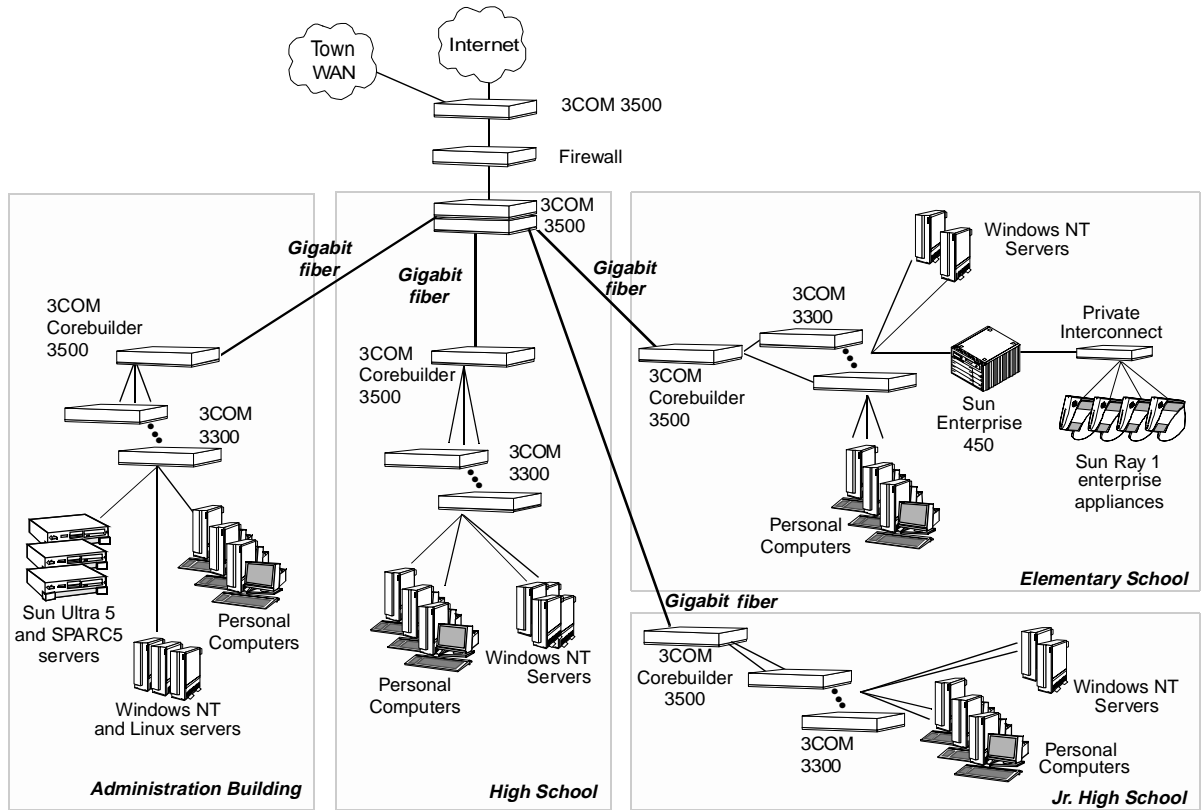 Town
WAN
Internet
3COM 3500
Firewall
3COM
3500
Gigabit
fiber
Gigabit
fiber
Gigabit
fiber
3COM
Corebuilder
3500
3COM
3300
Sun Ultra 5
and SPARC5
servers
Personal
Computers
Windows NT
and Linux servers
Administration Building
3COM
Corebuilder
3500
3COM
3300
Personal
Computers
Windows NT
Servers
High School
Windows NT
Servers
3COM
3300
Private
Interconnect
3COM
Corebuilder
3500
Sun
Enterprise
450
Sun Ray 1
enterprise
appliances
Personal
Computers
Elementary School
Gigabit fiber
3COM
Corebuilder
3500
3COM
3300
Windows NT
Servers
Personal
Computers
Jr. High School